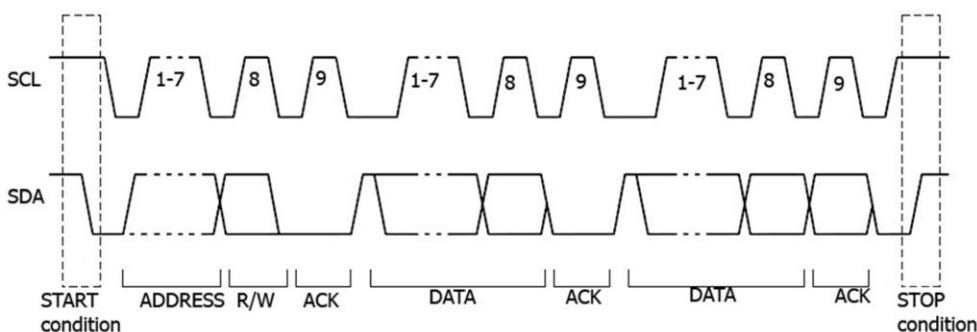 SCL 1-7 8 9 1-7 8 9 1-7 8 9
SDA
START condition
ADDRESS R/W ACK DATA ACK DATA ACK
STOP condition